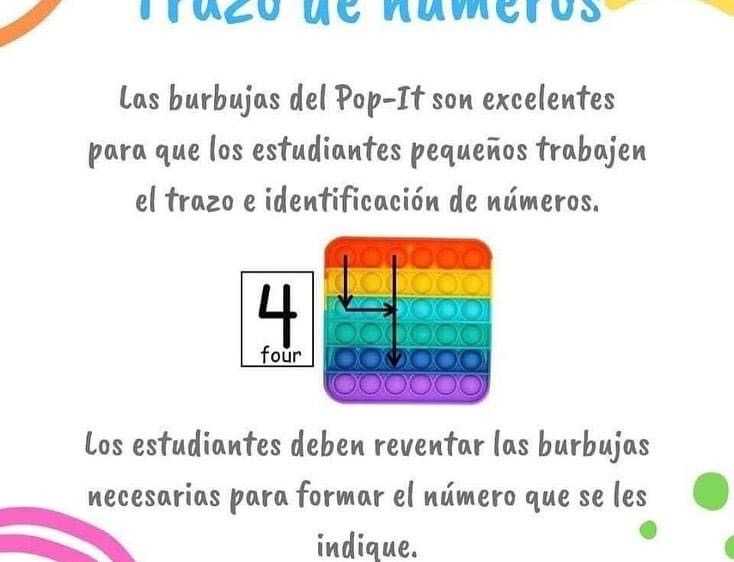 Trazo de números
Las burbujas del Pop-It son excelentes
para que los estudiantes pequeños trabajen
el trazo e identificación de números.
4
four
Los estudiantes deben reventar las burbujas
necesarias para formar el número que se les
indique.